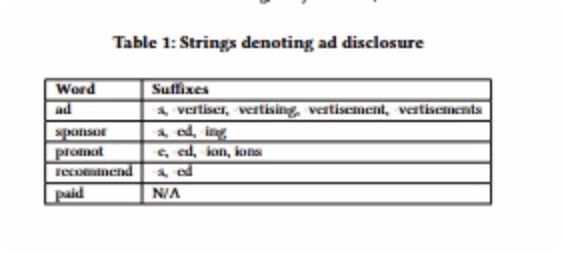 Table 1: Strings denoting ad disclosure
Word Suffixes
ad -s, -vertiser, -vertising, -vertisement, -vertisements
sponsor -s, -ed, -ing
promot -e, -ed, -ion, ions
recommend -s, -ed
paid N/A